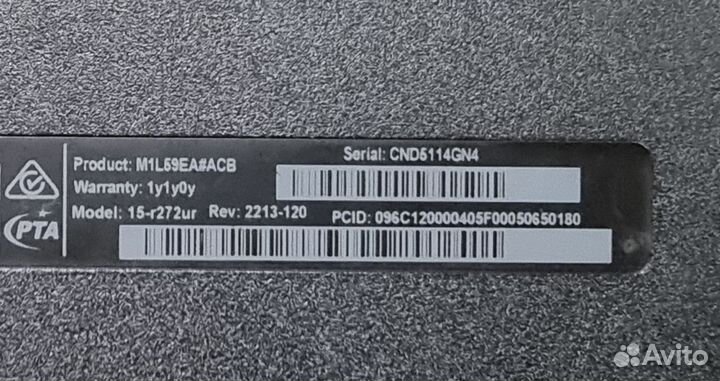 Product: M1L59EA#ACB
Serial: CND5114GN4
Warranty: 1y1y0y
Model: 15-r272ur Rev: 2213-120 PCID: 096C120000405F00050650180
PTA
Avito